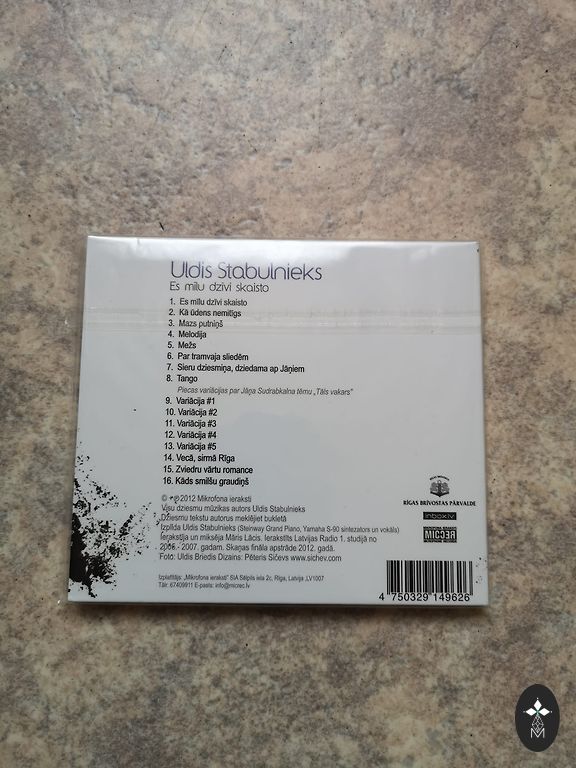 Uldis Stabulnieks
Es mīlu dzīvi skaisto
1. Es mīlu dzīvi skaisto
2. Kā ūdens nemitīgs
3. Mazs putniņš
4. Melodija
5. Mežs
6. Par tramvaja sliedēm
7. Sieru dziesmiņa, dziedama ap Jāņiem
8. Tango
Piecas variācijas par Jāņa Sudrabkalna tēmu „Tāls vakars"
9. Variācija #1
10. Variācija #2
11. Variācija #3
12. Variācija #4
13. Variācija #5
14. Vecā, sirmā Rīga
15. Zviedru vārtu romance
16. Kāds smilšu graudiņš
© + ℗ 2012 Mikrofona ieraksti
Visu dziesmu mūzikas autors Uldis Stabulnieks
Dziesmu tekstu autorus meklējiet bukletā
Izpilda Uldis Stabulnieks (Steinway Grand Piano, Yamaha S-90 sintezators un vokāls)
Ierakstīja un miksēja Māris Lācis. Ierakstīts Latvijas Radio 1. studijā no
2006. - 2007. gadam. Skaņas fināla apstrāde 2012. gadā.
Foto: Uldis Briedis Dizains: Pēteris Sičevs www.sichev.com
Izplatītājs: „Mikrofona ieraksti" SIA Stilpils iela 2c, Rīga, Latvija ,LV1007
Tālr: 67409911 E-pasts: info@micrec.lv
RĪGAS BRĪVOSTAS PĀRVALDE
inbox.lv
MICREC
4 750329 149626
M